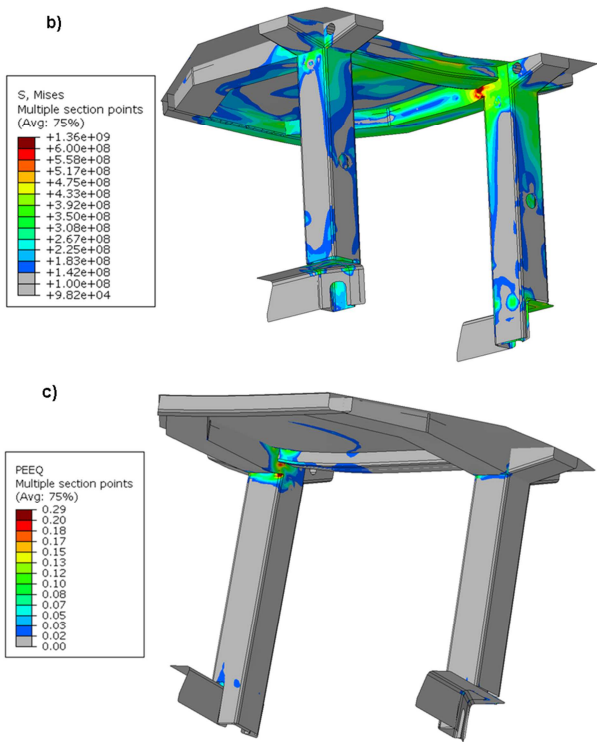 b)
S, Mises
Multiple section points
(Avg: 75%)
+1.36e+09
+6.00e+08
+5.58e+08
+5.17e+08
+4.75e+08
+4.33e+08
+3.92e+08
+3.50e+08
+3.08e+08
+2.67e+08
+2.25e+08
+1.83e+08
+1.42e+08
+1.00e+08
+9.82e+04
c)
PEEQ
Multiple section points
(Avg: 75%)
0.29
0.20
0.18
0.17
0.15
0.13
0.12
0.10
0.08
0.07
0.05
0.03
0.02
0.00